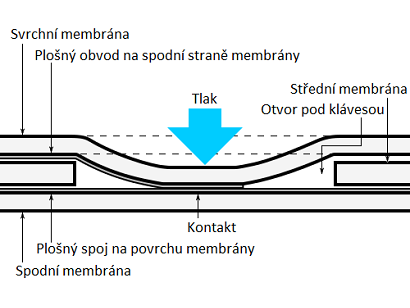 Svrchní membrána
Plošný obvod na spodní straně membrány
Tlak
Střední membrána
Otvor pod klávesou
Kontakt
Plošný spoj na povrchu membrány
Spodní membrána